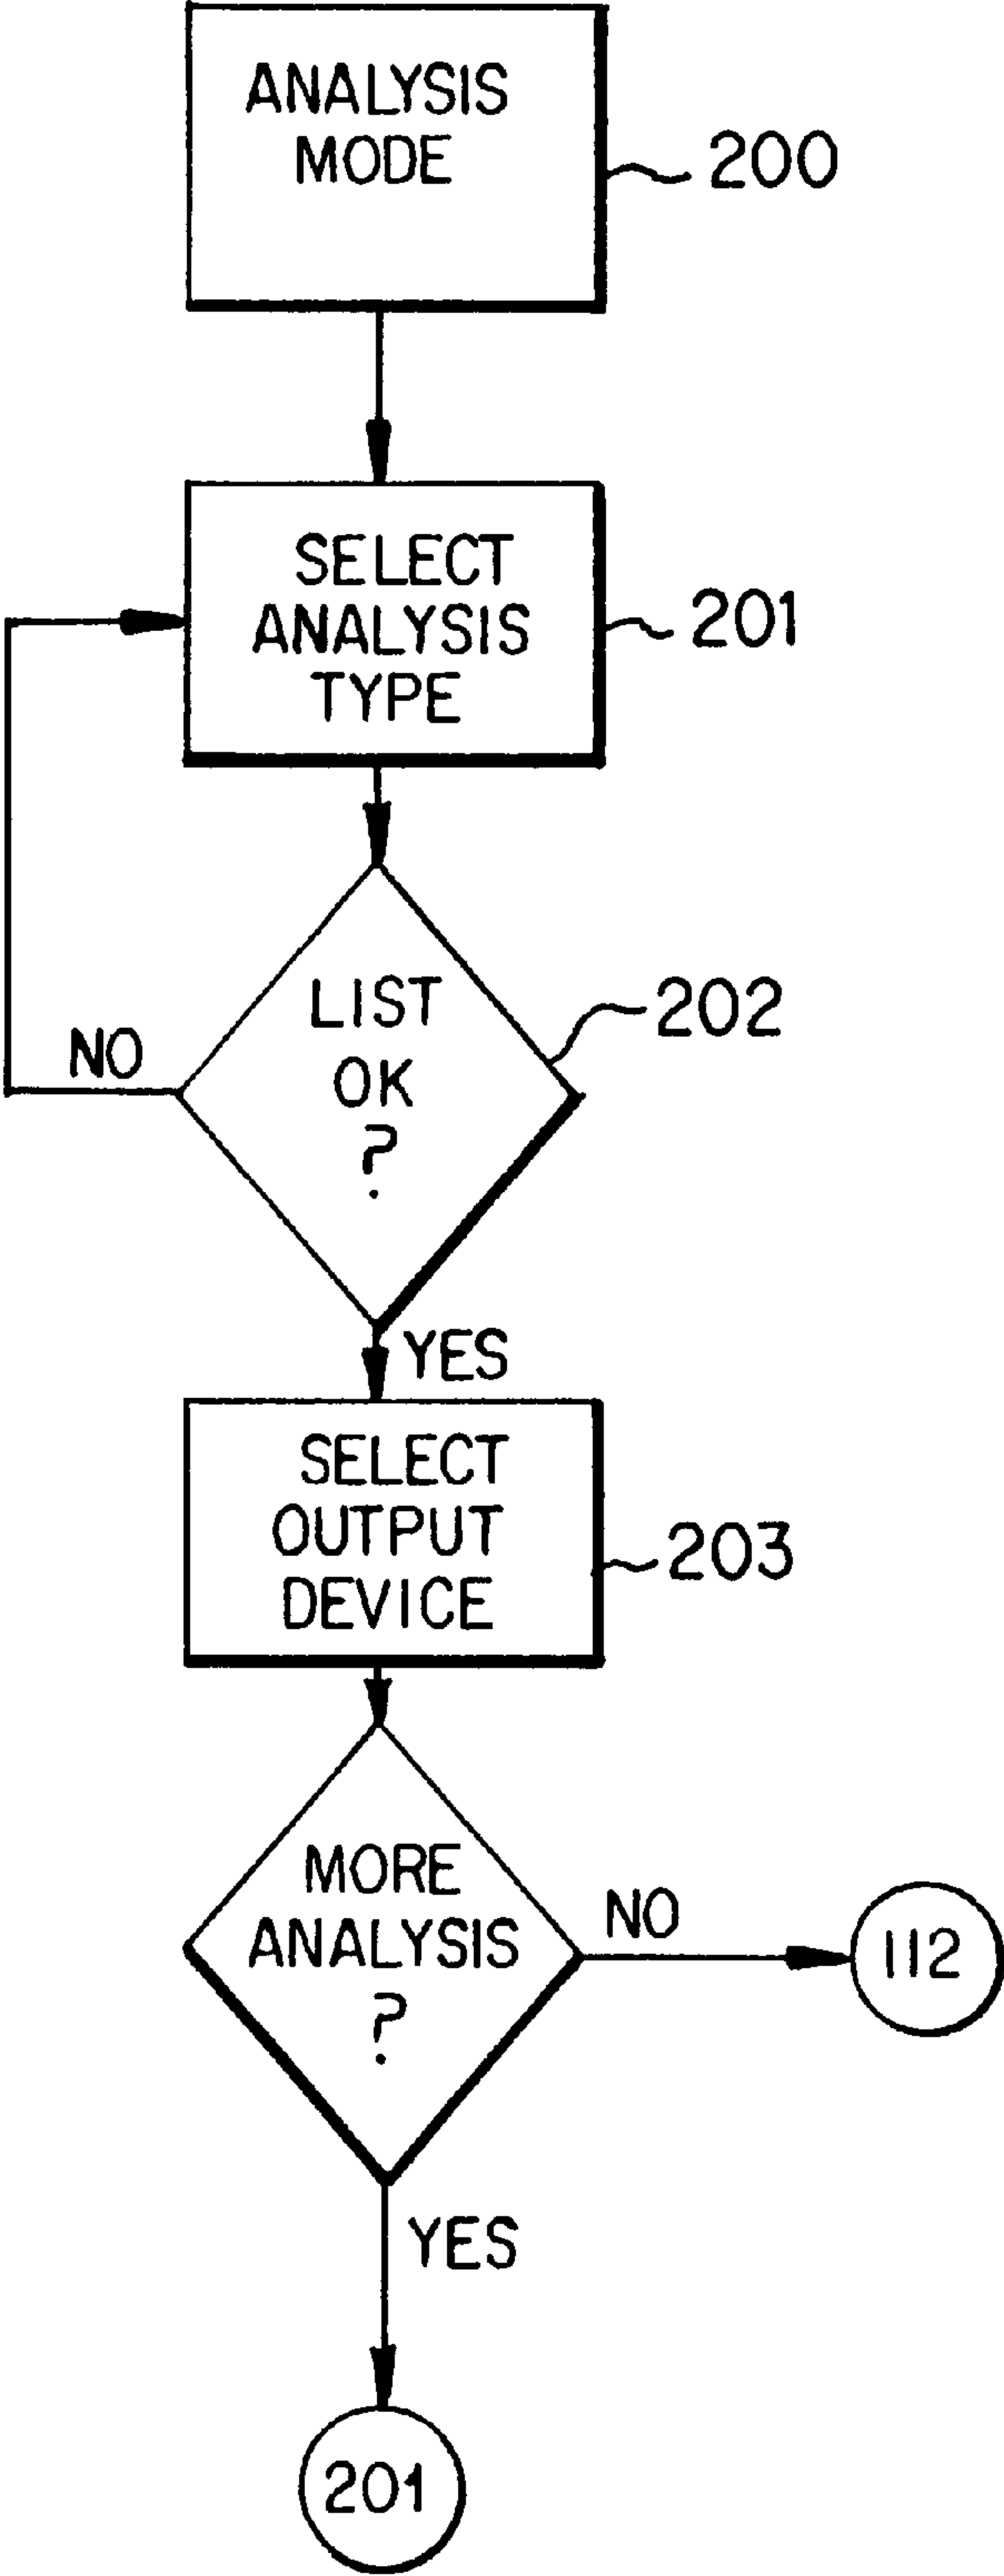 ANALYSIS
MODE
200
SELECT
ANALYSIS
TYPE
201
LIST
OK
?
202
NO
YES
SELECT
OUTPUT
DEVICE
203
MORE
ANALYSIS
?
NO
112
YES
201